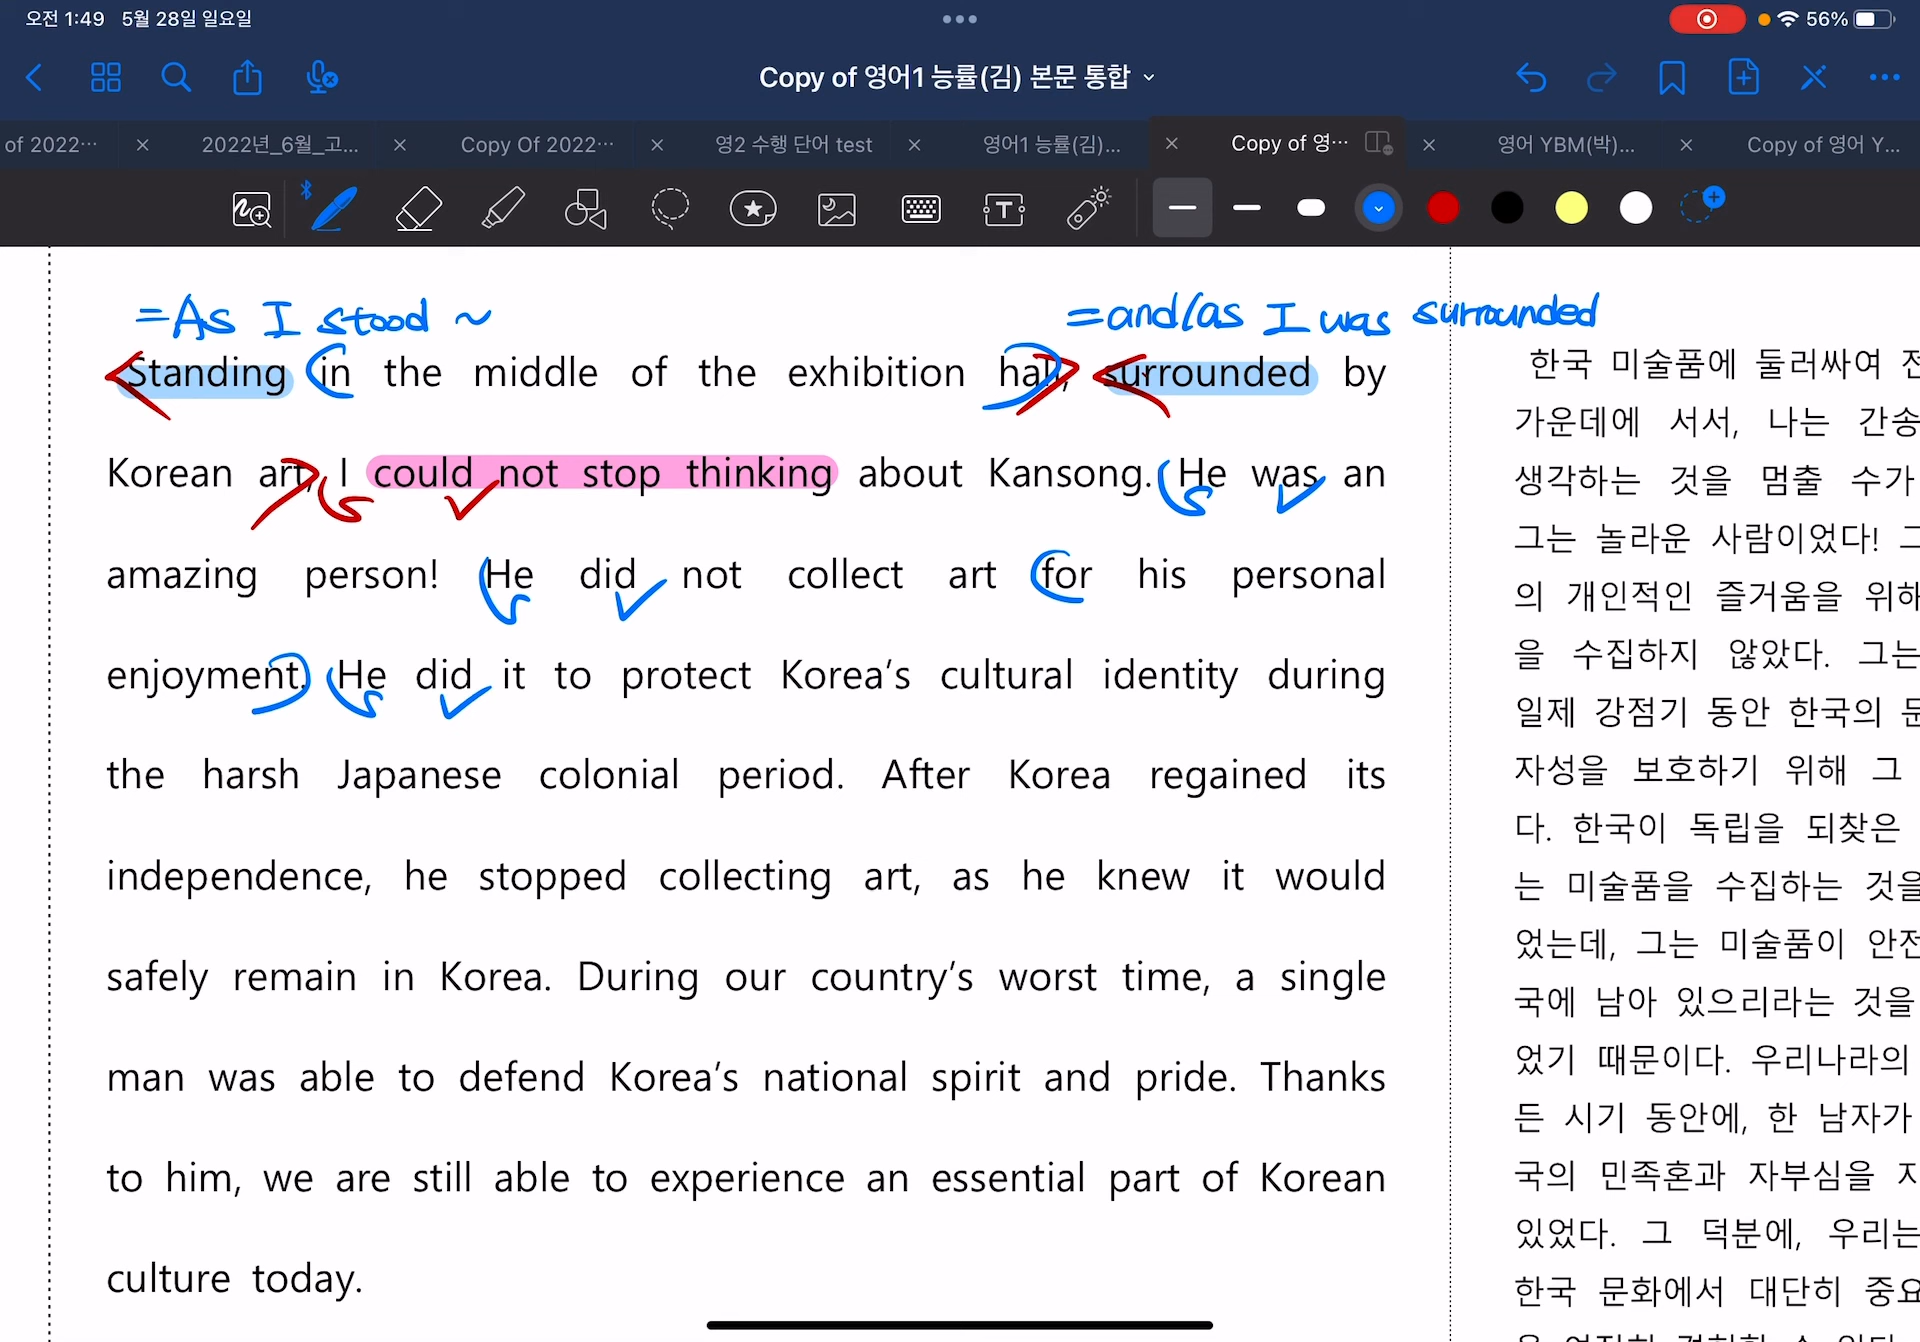 오전 1:49 5월 28일 일요일
56%
Copy of 영어1 능률(김) 본문 통합
of 2022… 2022년_6월_고... Copy Of 2022… 영2 수행 단어 test 영어1 능률(김)... Copy of 영… 영어 YBM(박)... Copy of 영어 Y...
=As I stood ~ =and/as I was surrounded
Standing in the middle of the exhibition hall, surrounded by
Korean art, I could not stop thinking about Kansong. He was an
amazing person! He did not collect art for his personal
enjoyment. He did it to protect Korea's cultural identity during
the harsh Japanese colonial period. After Korea regained its
independence, he stopped collecting art, as he knew it would
safely remain in Korea. During our country's worst time, a single
man was able to defend Korea's national spirit and pride. Thanks
to him, we are still able to experience an essential part of Korean
culture today.
한국 미술품에 둘러싸여 전
가운데에 서서, 나는 간송
생각하는 것을 멈출 수가
그는 놀라운 사람이었다! 그
의 개인적인 즐거움을 위해
을 수집하지 않았다. 그는
일제 강점기 동안 한국의 문
자성을 보호하기 위해 그
다. 한국이 독립을 되찾은
는 미술품을 수집하는 것을
었는데, 그는 미술품이 안전
국에 남아 있으리라는 것을
었기 때문이다. 우리나라의
든 시기 동안에, 한 남자가
국의 민족혼과 자부심을 지
있었다. 그 덕분에, 우리는
한국 문화에서 대단히 중요